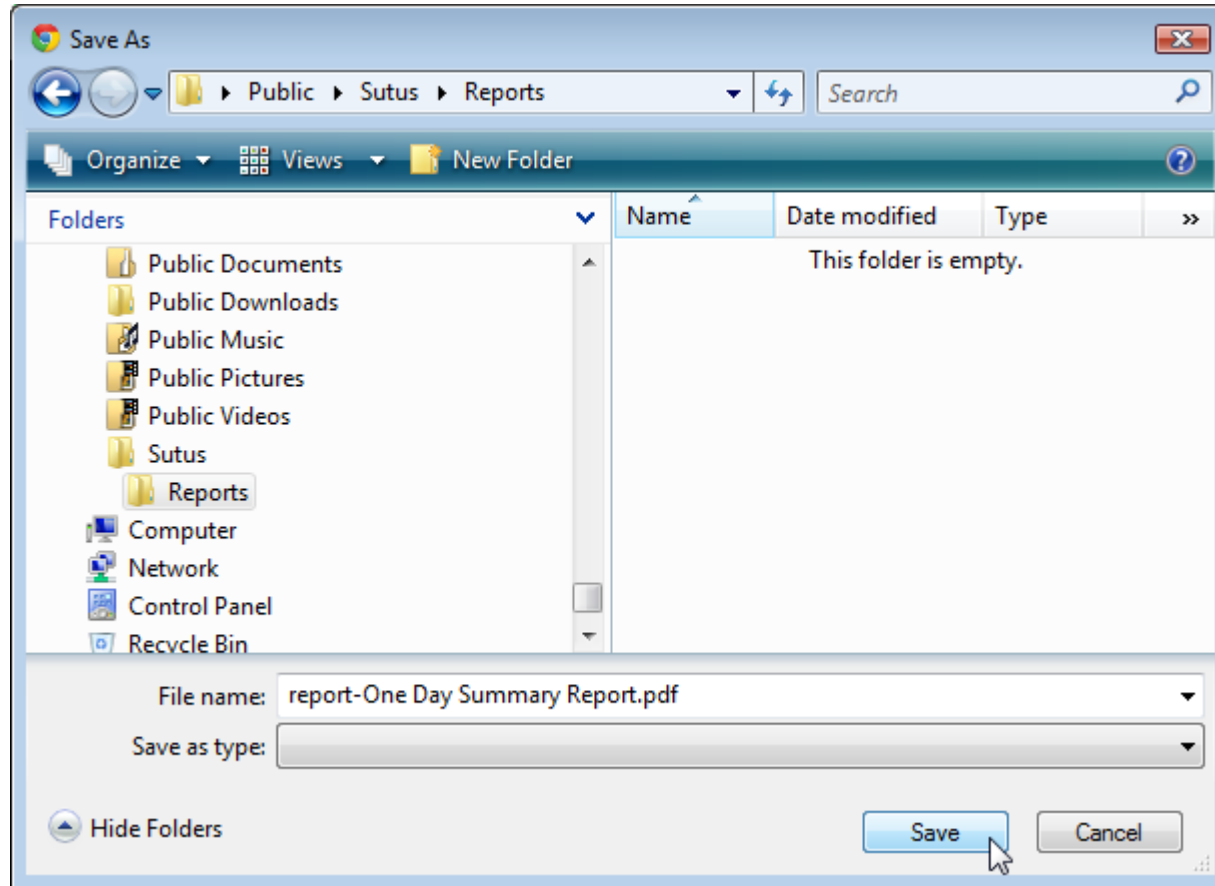 Save As
Public Sutus Reports Search
Organize Views New Folder
Folders Name Date modified Type
Public Documents This folder is empty.
Public Downloads
Public Music
Public Pictures
Public Videos
Sutus
Reports
Computer
Network
Control Panel
Recycle Bin
File name: report-One Day Summary Report.pdf
Save as type:
Hide Folders Save Cancel